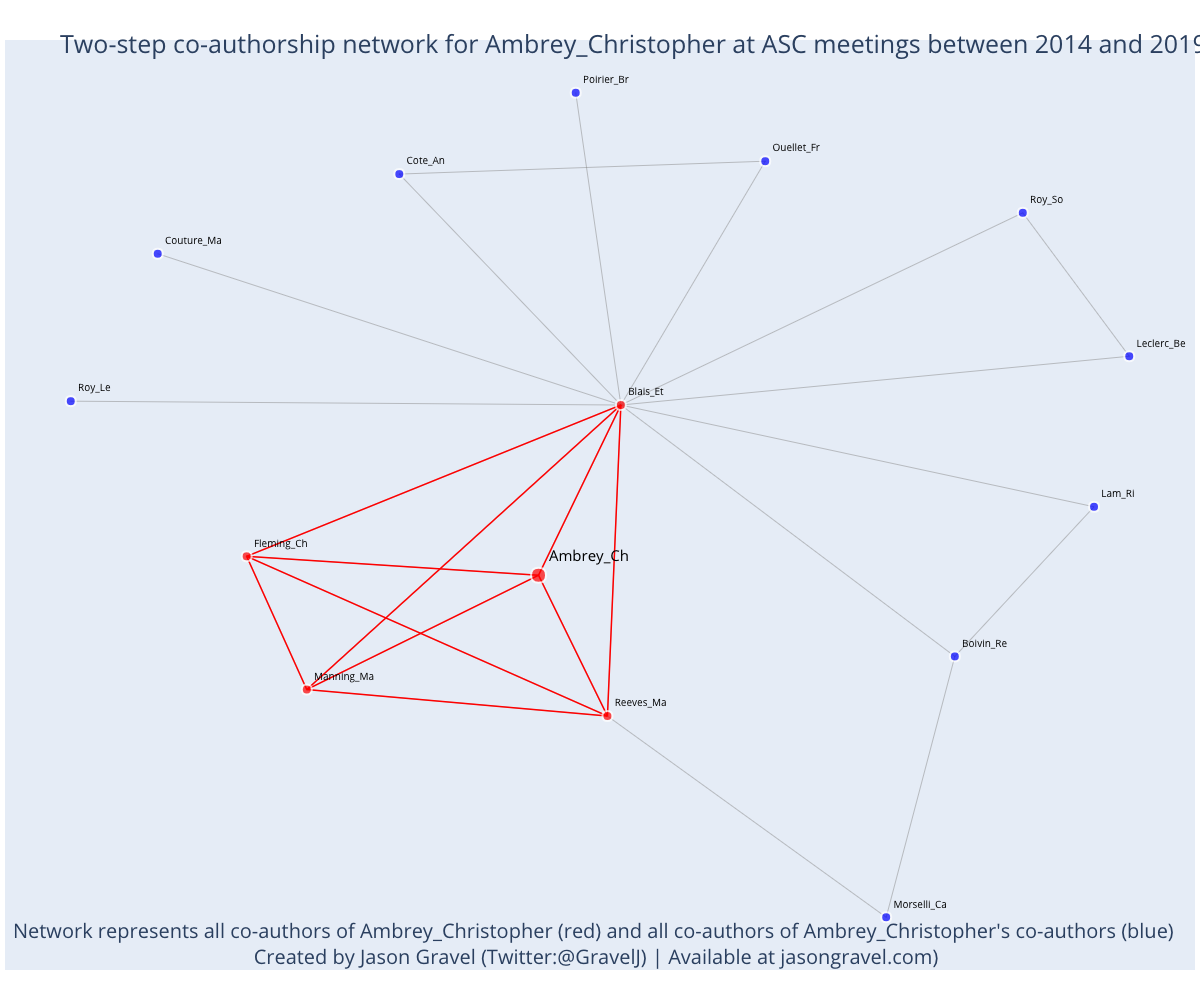 Two-step co-authorship network for Ambrey_Christopher at ASC meetings between 2014 and 2019
Poirier_Br
Ouellet_Fr
Cote_An
Roy_So
Couture_Ma
Leclerc_Be
Roy_Le
Blais_Et
Lam_Ri
Fleming_Ch
Ambrey_Ch
Boivin_Re
Manning_Ma
Reeves_Ma
Morselli_Ca
Network represents all co-authors of Ambrey_Christopher (red) and all co-authors of Ambrey_Christopher's co-authors (blue)
Created by Jason Gravel (Twitter:@GravelJ) | Available at jasongravel.com)